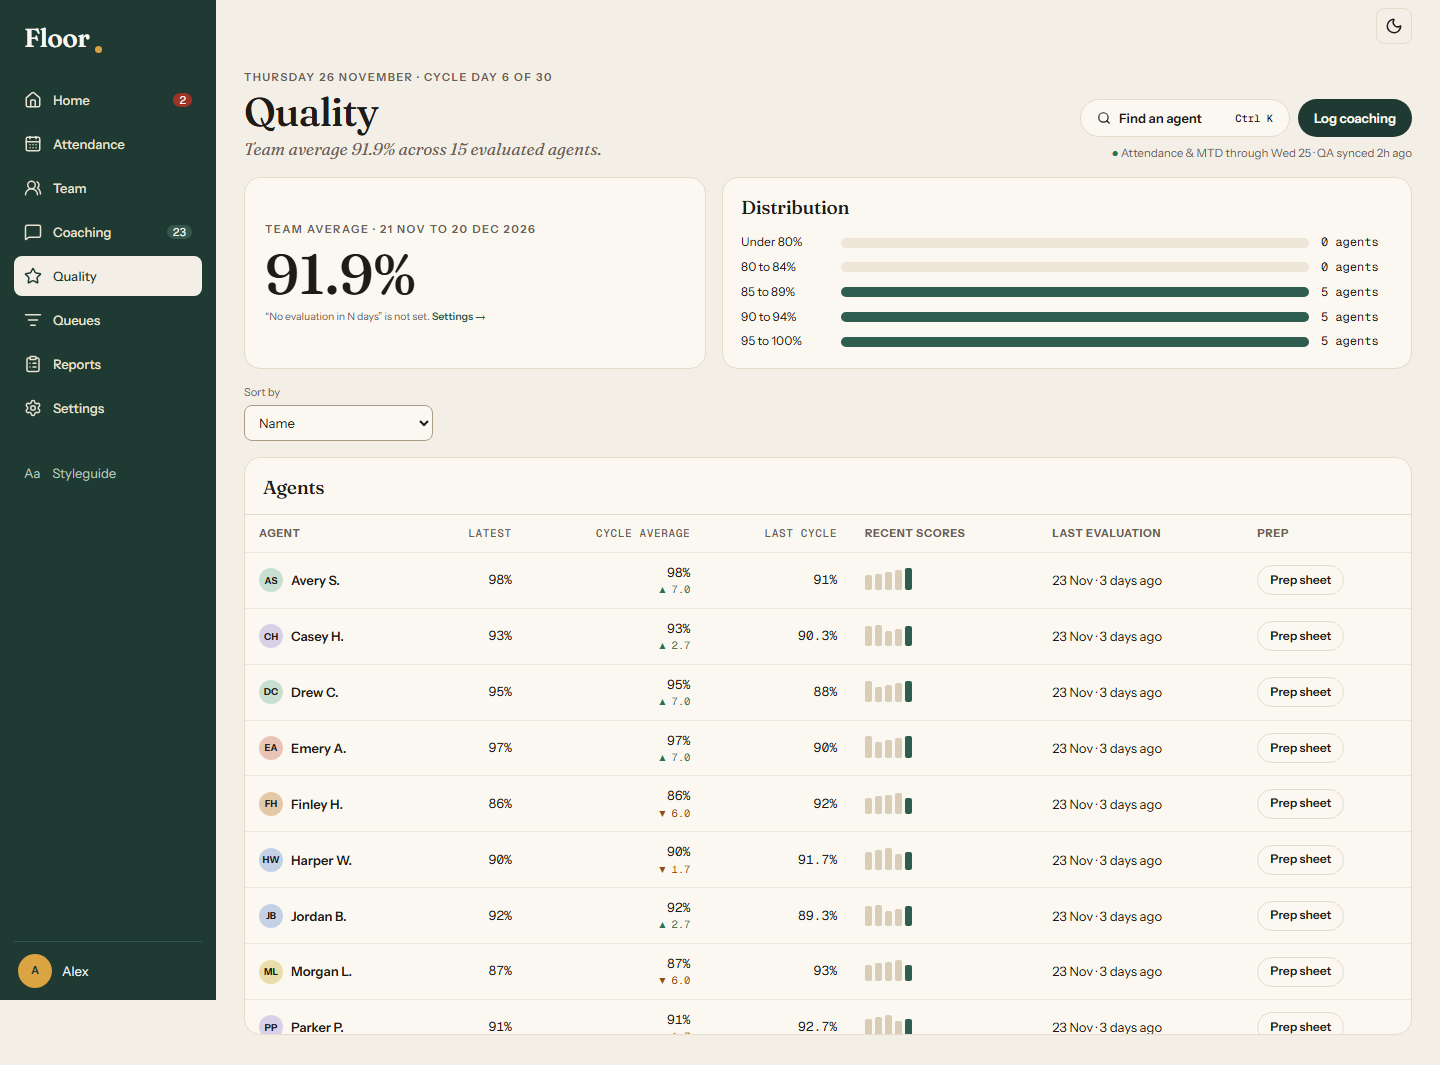 Floor.
Home 2
Attendance
Team
Coaching 23
Quality
Queues
Reports
Settings
Aa Styleguide
A Alex
THURSDAY 26 NOVEMBER · CYCLE DAY 6 OF 30
Quality
Team average 91.9% across 15 evaluated agents.
Find an agent Ctrl K
Log coaching
Attendance & MTD through Wed 25 · QA synced 2h ago
TEAM AVERAGE · 21 NOV TO 20 DEC 2026
91.9%
“No evaluation in N days” is not set. Settings →
Distribution
Under 80% 0 agents
80 to 84% 0 agents
85 to 89% 5 agents
90 to 94% 5 agents
95 to 100% 5 agents
Sort by
Name
Agents
AGENT LATEST CYCLE AVERAGE LAST CYCLE RECENT SCORES LAST EVALUATION PREP
AS Avery S. 98% 98% 91% 23 Nov · 3 days ago Prep sheet
▲ 7.0
CH Casey H. 93% 93% 90.3% 23 Nov · 3 days ago Prep sheet
▲ 2.7
DC Drew C. 95% 95% 88% 23 Nov · 3 days ago Prep sheet
▲ 7.0
EA Emery A. 97% 97% 90% 23 Nov · 3 days ago Prep sheet
▲ 7.0
FH Finley H. 86% 86% 92% 23 Nov · 3 days ago Prep sheet
▼ 6.0
HW Harper W. 90% 90% 91.7% 23 Nov · 3 days ago Prep sheet
▼ 1.7
JB Jordan B. 92% 92% 89.3% 23 Nov · 3 days ago Prep sheet
▲ 2.7
ML Morgan L. 87% 87% 93% 23 Nov · 3 days ago Prep sheet
▼ 6.0
PP Parker P. 91% 91% 92.7% 23 Nov · 3 days ago Prep sheet